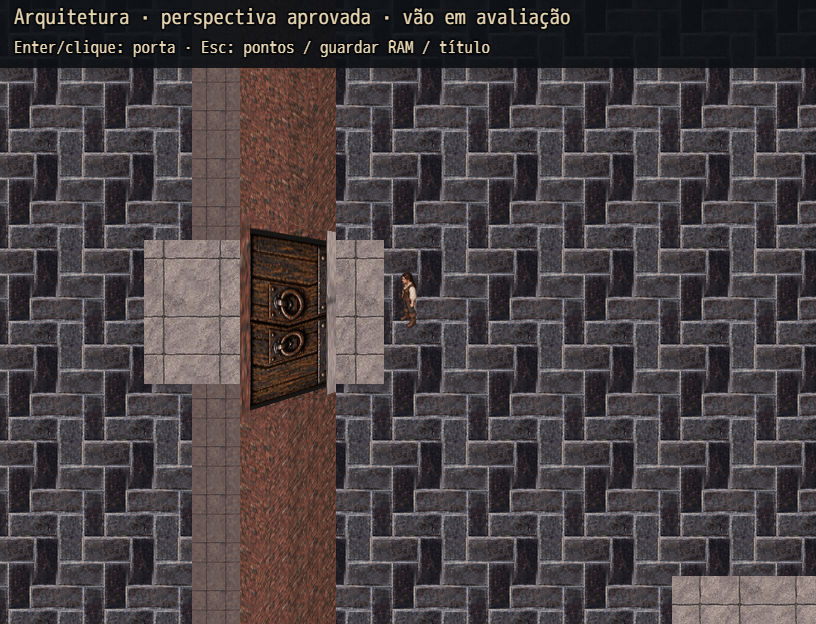 Arquitetura · perspectiva aprovada · vão em avaliação
Enter/clique: porta · Esc: pontos / guardar RAM / título